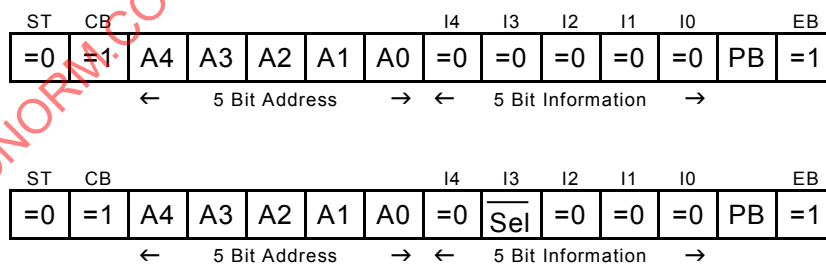 ST CB I4 I3 I2 I1 I0 EB
=0 =1 A4 A3 A2 A1 A0 =0 =0 =0 =0 =0 PB =1
← 5 Bit Address → ← 5 Bit Information →
ST CB I4 I3 I2 I1 I0 EB
=0 =1 A4 A3 A2 A1 A0 =0 Sel =0 =0 =0 PB =1
← 5 Bit Address → ← 5 Bit Information →